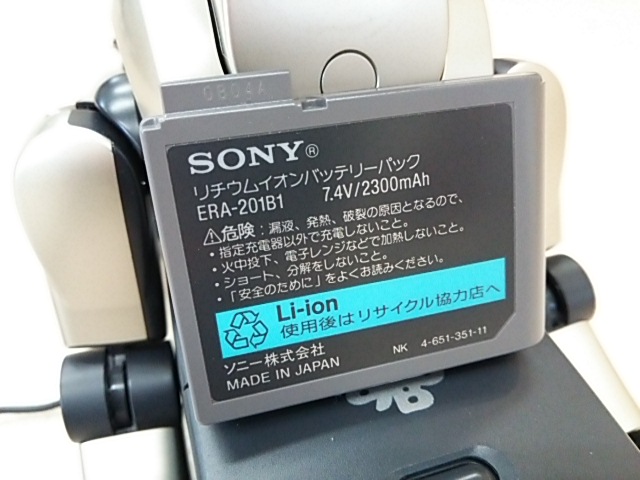 0B04A
SONY®
リチウムイオンバッテリーパック
ERA-201B1 7.4V/2300mAh
⚠危険：漏液、発熱、破裂の原因となるので、
・指定充電器以外で充電しないこと。
・火中投下、電子レンジなどで加熱しないこと。
・ショート、分解をしないこと。
・「安全のために」をよくお読みください。
Li-ion
使用後はリサイクル協力店へ
ソニー株式会社
NK 4-651-351-11
MADE IN JAPAN